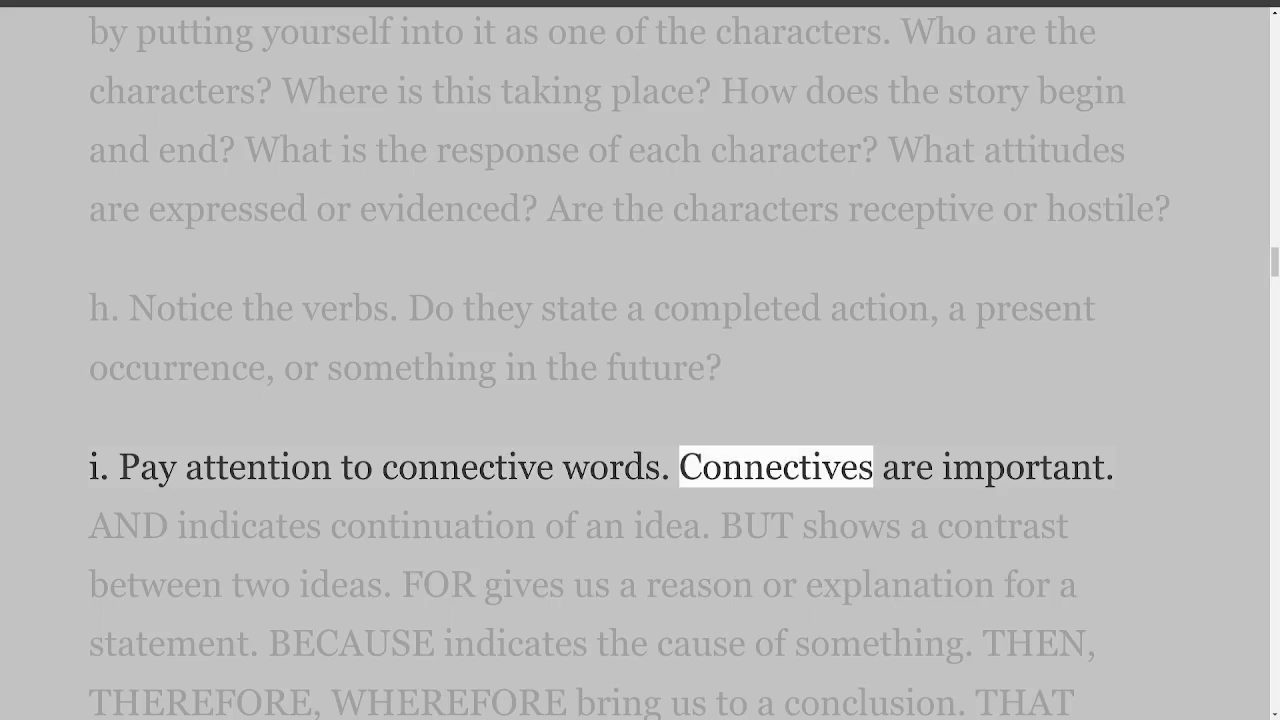 by putting yourself into it as one of the characters. Who are the
characters? Where is this taking place? How does the story begin
and end? What is the response of each character? What attitudes
are expressed or evidenced? Are the characters receptive or hostile?
h. Notice the verbs. Do they state a completed action, a present
occurrence, or something in the future?
i. Pay attention to connective words. Connectives are important.
AND indicates continuation of an idea. BUT shows a contrast
between two ideas. FOR gives us a reason or explanation for a
statement. BECAUSE indicates the cause of something. THEN,
THEREFORE, WHEREFORE bring us to a conclusion. THAT